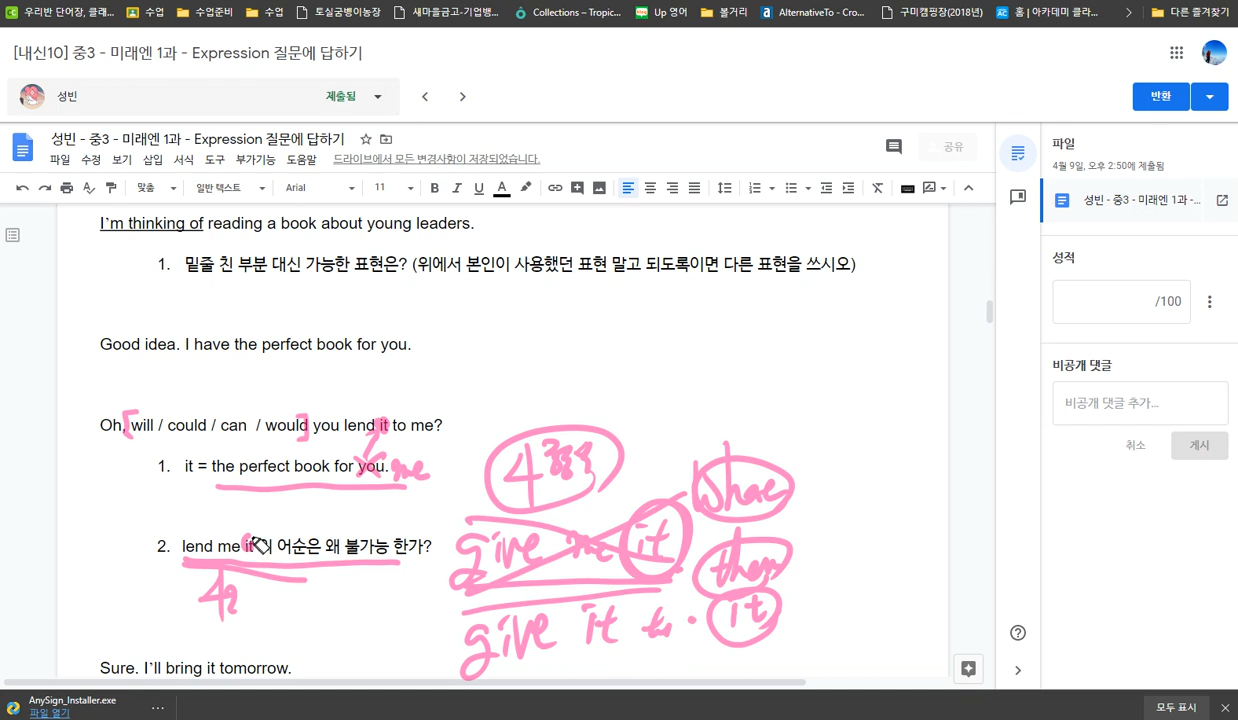 우리반 단어장, 클래... 수업 수업준비 수업 토실굼벵이농장 새마을금고-기업뱅... Collections – Tropic... Up 영어 볼거리 AlternativeTo - Cro... 구미캠핑장(2018년) 홈 | 아카데미 클라... 다른 즐겨찾기
[내신10] 중3 - 미래엔 1과 - Expression 질문에 답하기
성빈 제출됨 반환
성빈 - 중3 - 미래엔 1과 - Expression 질문에 답하기
파일 수정 보기 삽입 서식 도구 부가기능 도움말 드라이브에서 모든 변경사항이 저장되었습니다. 공유
맞춤 일반 텍스트 Arial 11 B I U A
I'm thinking of reading a book about young leaders.
1. 밑줄 친 부분 대신 가능한 표현은? (위에서 본인이 사용했던 표현 말고 되도록이면 다른 표현을 쓰시오)
Good idea. I have the perfect book for you.
Oh, [will / could / can / would] you lend it to me?
1. it = the perfect book for you. me
4형식
what
give it
them
2. lend me it 어순은 왜 불가능 한가?
4
give it to it
Sure. I'll bring it tomorrow.
파일
4월 9일, 오후 2:50에 제출됨
성빈 - 중3 - 미래엔 1과 -...
성적
/100
비공개 댓글
비공개 댓글 추가...
취소 게시
AnySign_Installer.exe
파일 열기
모두 표시